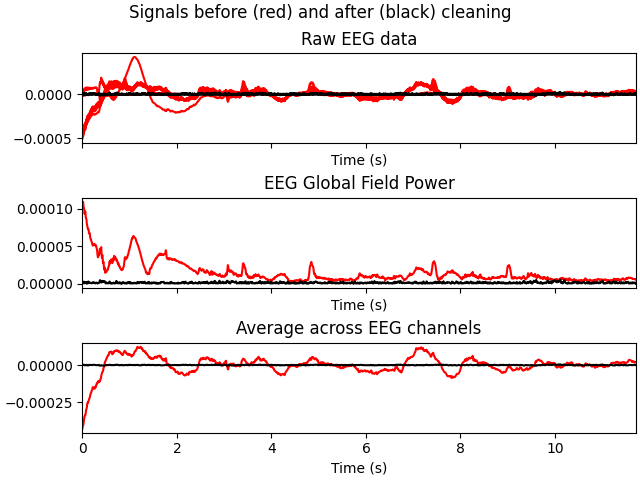 Signals before (red) and after (black) cleaning
Raw EEG data
0.0000
−0.0005
Time (s)
EEG Global Field Power
0.00010
0.00005
0.00000
Time (s)
Average across EEG channels
0.00000
−0.00025
0 2 4 6 8 10
Time (s)